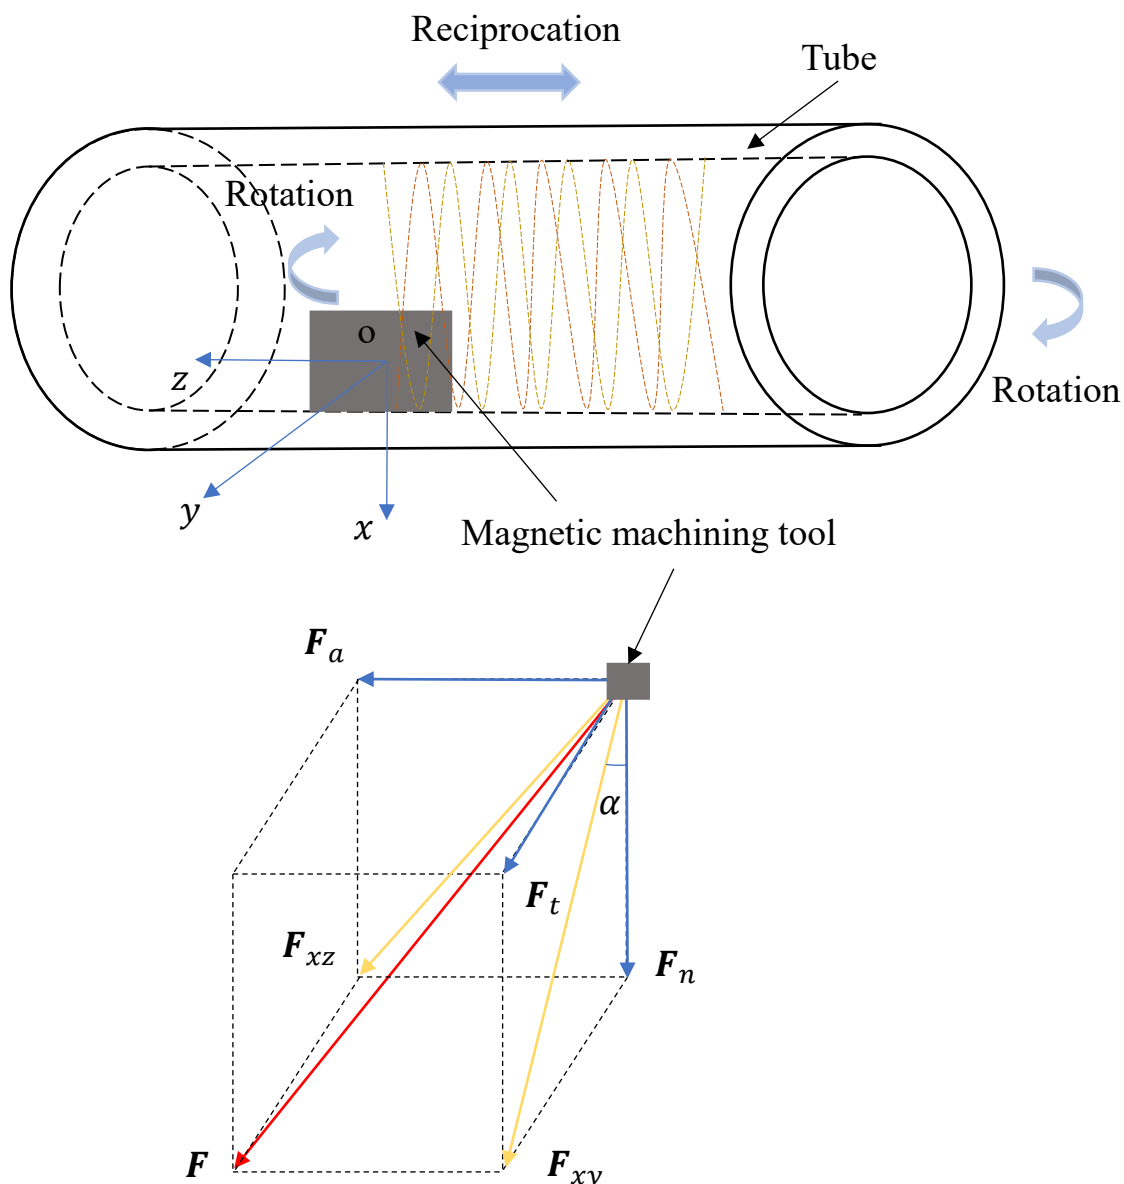 Reciprocation
Tube
Rotation
o
z
Rotation
y
x
Magnetic machining tool
F_a
α
F_t
F_xz
F_n
F
F_xy